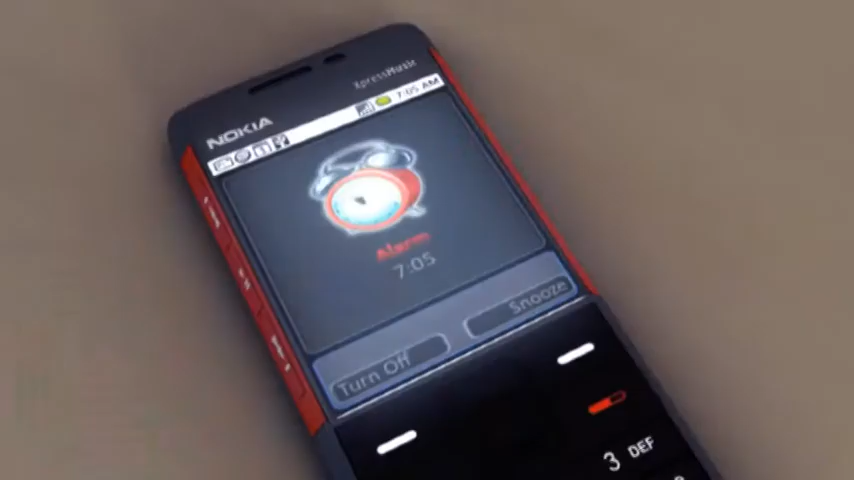 XpressMusic
NOKIA
7:05 AM
Alarm
7:05
Snooze
Turn Off
3 DEF